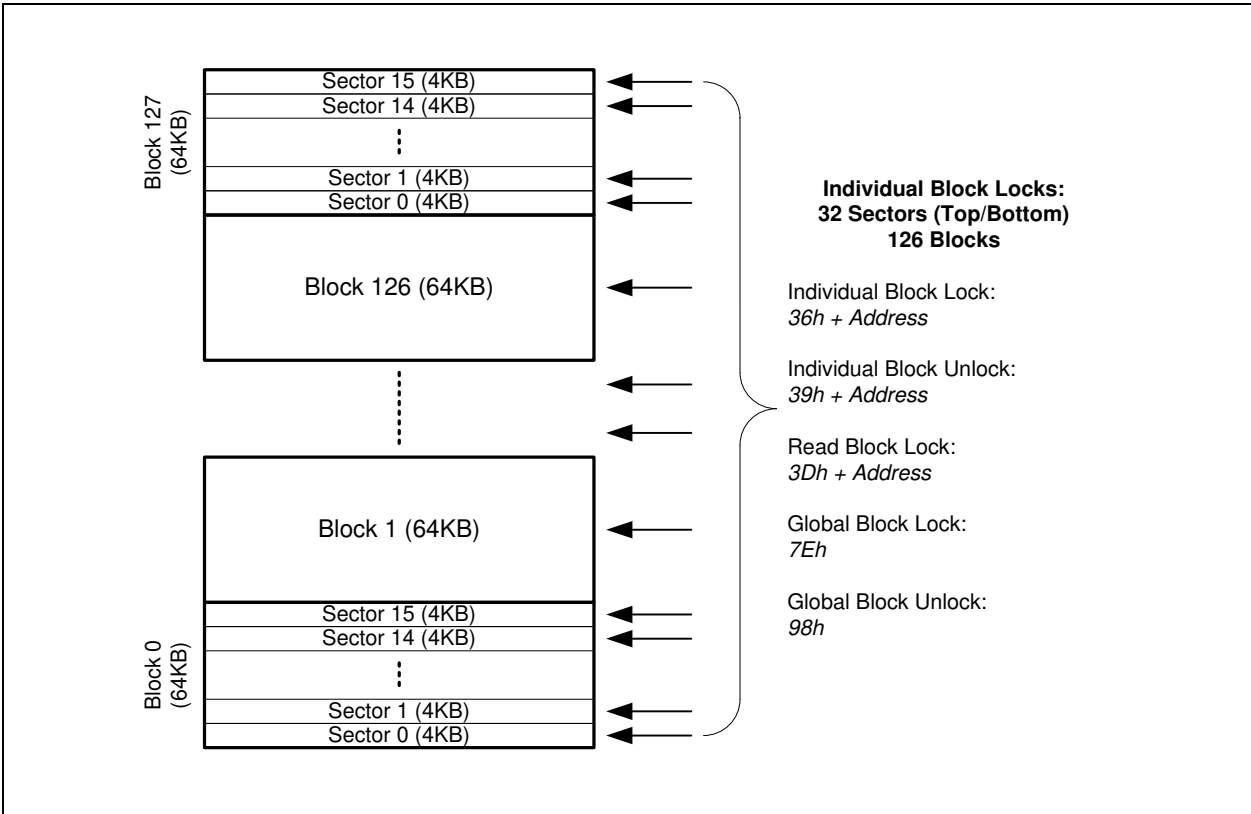 Block 127
(64KB)
Sector 15 (4KB)
Sector 14 (4KB)
Sector 1 (4KB)
Sector 0 (4KB)
Block 126 (64KB)
Block 1 (64KB)
Block 0
(64KB)
Sector 15 (4KB)
Sector 14 (4KB)
Sector 1 (4KB)
Sector 0 (4KB)
Individual Block Locks:
32 Sectors (Top/Bottom)
126 Blocks
Individual Block Lock:
36h + Address
Individual Block Unlock:
39h + Address
Read Block Lock:
3Dh + Address
Global Block Lock:
7Eh
Global Block Unlock:
98h